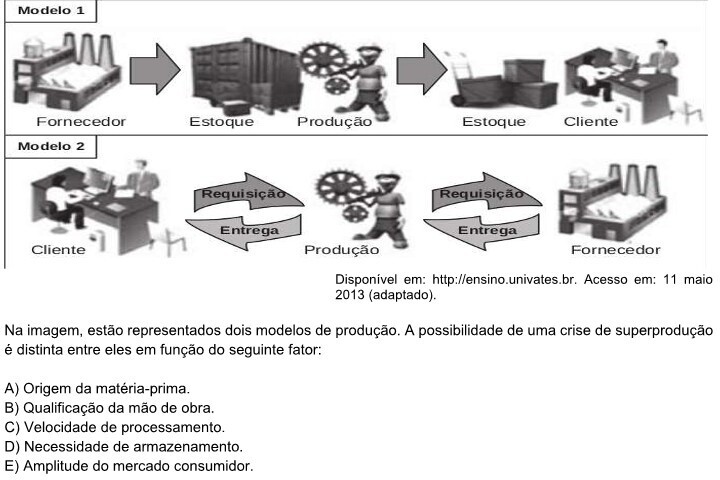 Modelo 1
Fornecedor Estoque Produção Estoque Cliente
Modelo 2
Requisição Requisição
Entrega Entrega
Cliente Produção Fornecedor
Disponível em: http://ensino.univates.br. Acesso em: 11 maio
2013 (adaptado).
Na imagem, estão representados dois modelos de produção. A possibilidade de uma crise de superprodução
é distinta entre eles em função do seguinte fator:
A) Origem da matéria-prima.
B) Qualificação da mão de obra.
C) Velocidade de processamento.
D) Necessidade de armazenamento.
E) Amplitude do mercado consumidor.